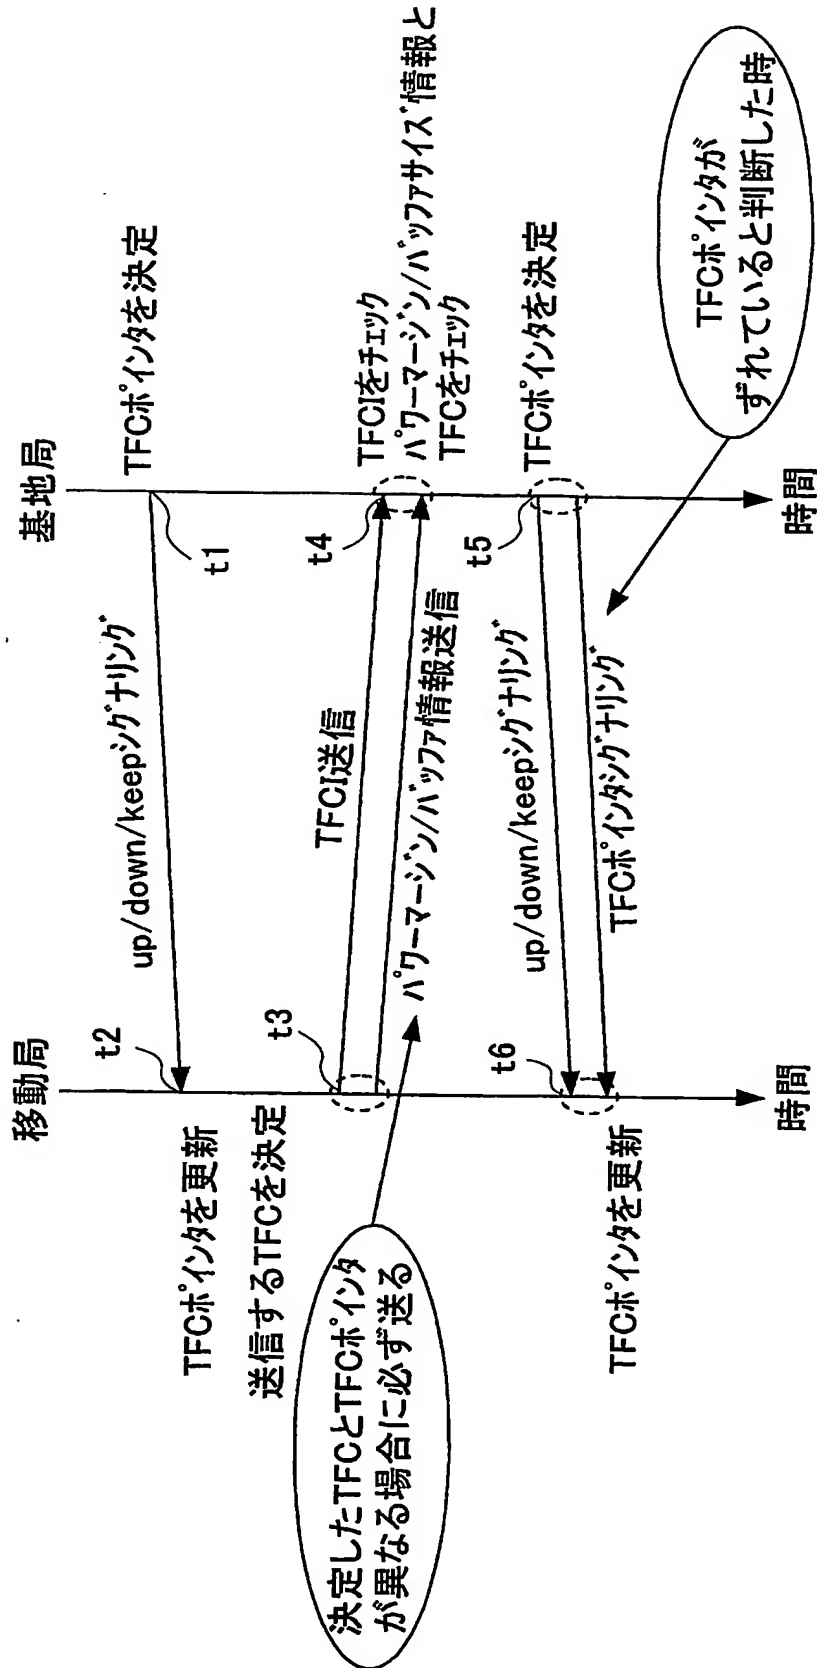 移動局
基地局
t1
TFCポインタを決定
up/down/keepシグナリング
t2
TFCポインタを更新
送信するTFCを決定
t3
TFCI送信
パワーマージン/バッファ情報送信
決定したTFCとTFCポインタ
が異なる場合に必ず送る
t4
TFCIをチェック
パワーマージン/バッファサイズ情報と
TFCをチェック
t5
TFCポインタを決定
up/down/keepシグナリング
TFCポインタシグナリング
TFCポインタが
ずれていると判断した時
t6
TFCポインタを更新
時間
時間